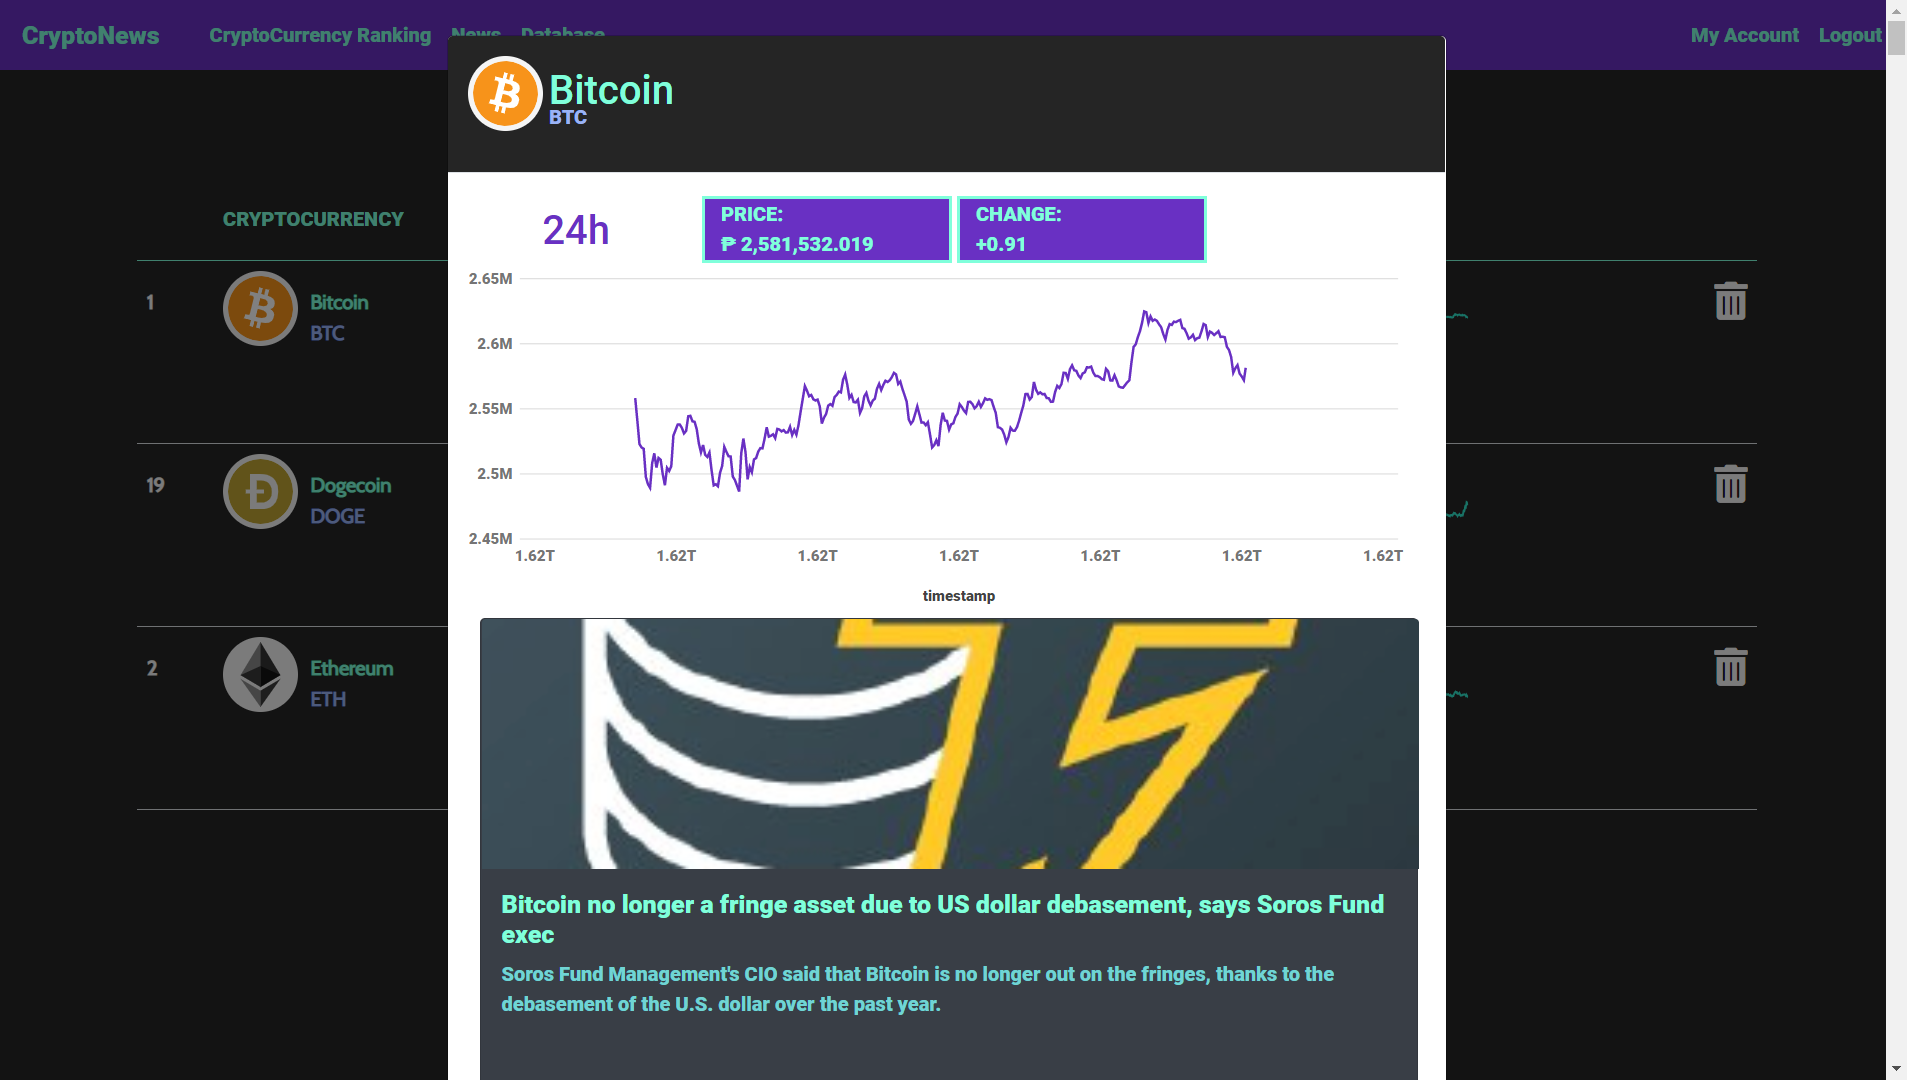 CryptoNews CryptoCurrency Ranking News Database My Account Logout
Bitcoin
BTC
CRYPTOCURRENCY
24h
PRICE:
₱ 2,581,532.019
CHANGE:
+0.91
2.65M
2.6M
2.55M
2.5M
2.45M
1.62T 1.62T 1.62T 1.62T 1.62T 1.62T 1.62T
timestamp
1
Bitcoin
BTC
19
Dogecoin
DOGE
2
Ethereum
ETH
Bitcoin no longer a fringe asset due to US dollar debasement, says Soros Fund
exec
Soros Fund Management's CIO said that Bitcoin is no longer out on the fringes, thanks to the
debasement of the U.S. dollar over the past year.